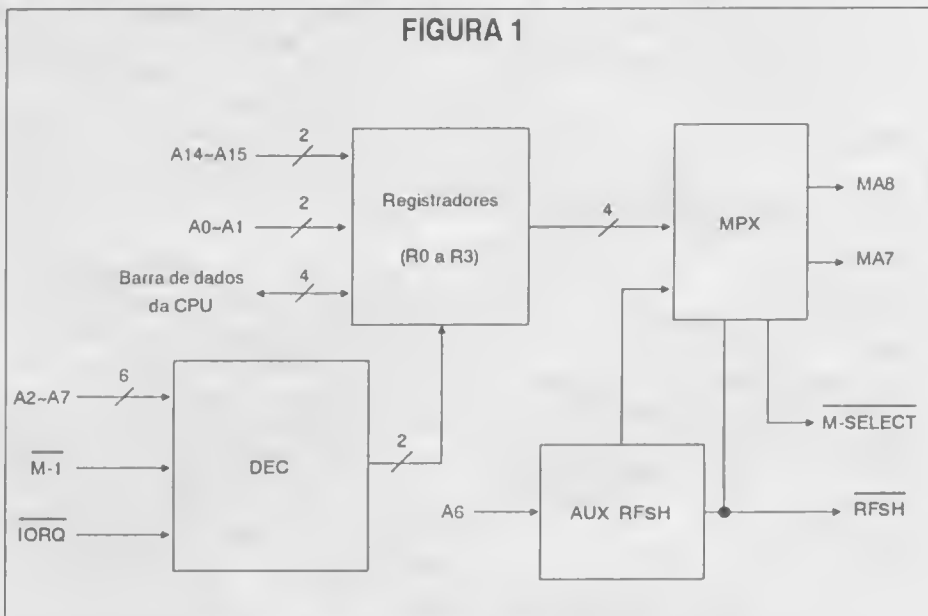 FIGURA 1
A14~A15
2
A0~A1
2
Barra de dados
da CPU
4
Registradores
(R0 a R3)
4
MPX
MA8
MA7
A2~A7
6
M-1
IORQ
DEC
2
A6
AUX RFSH
M-SELECT
RFSH